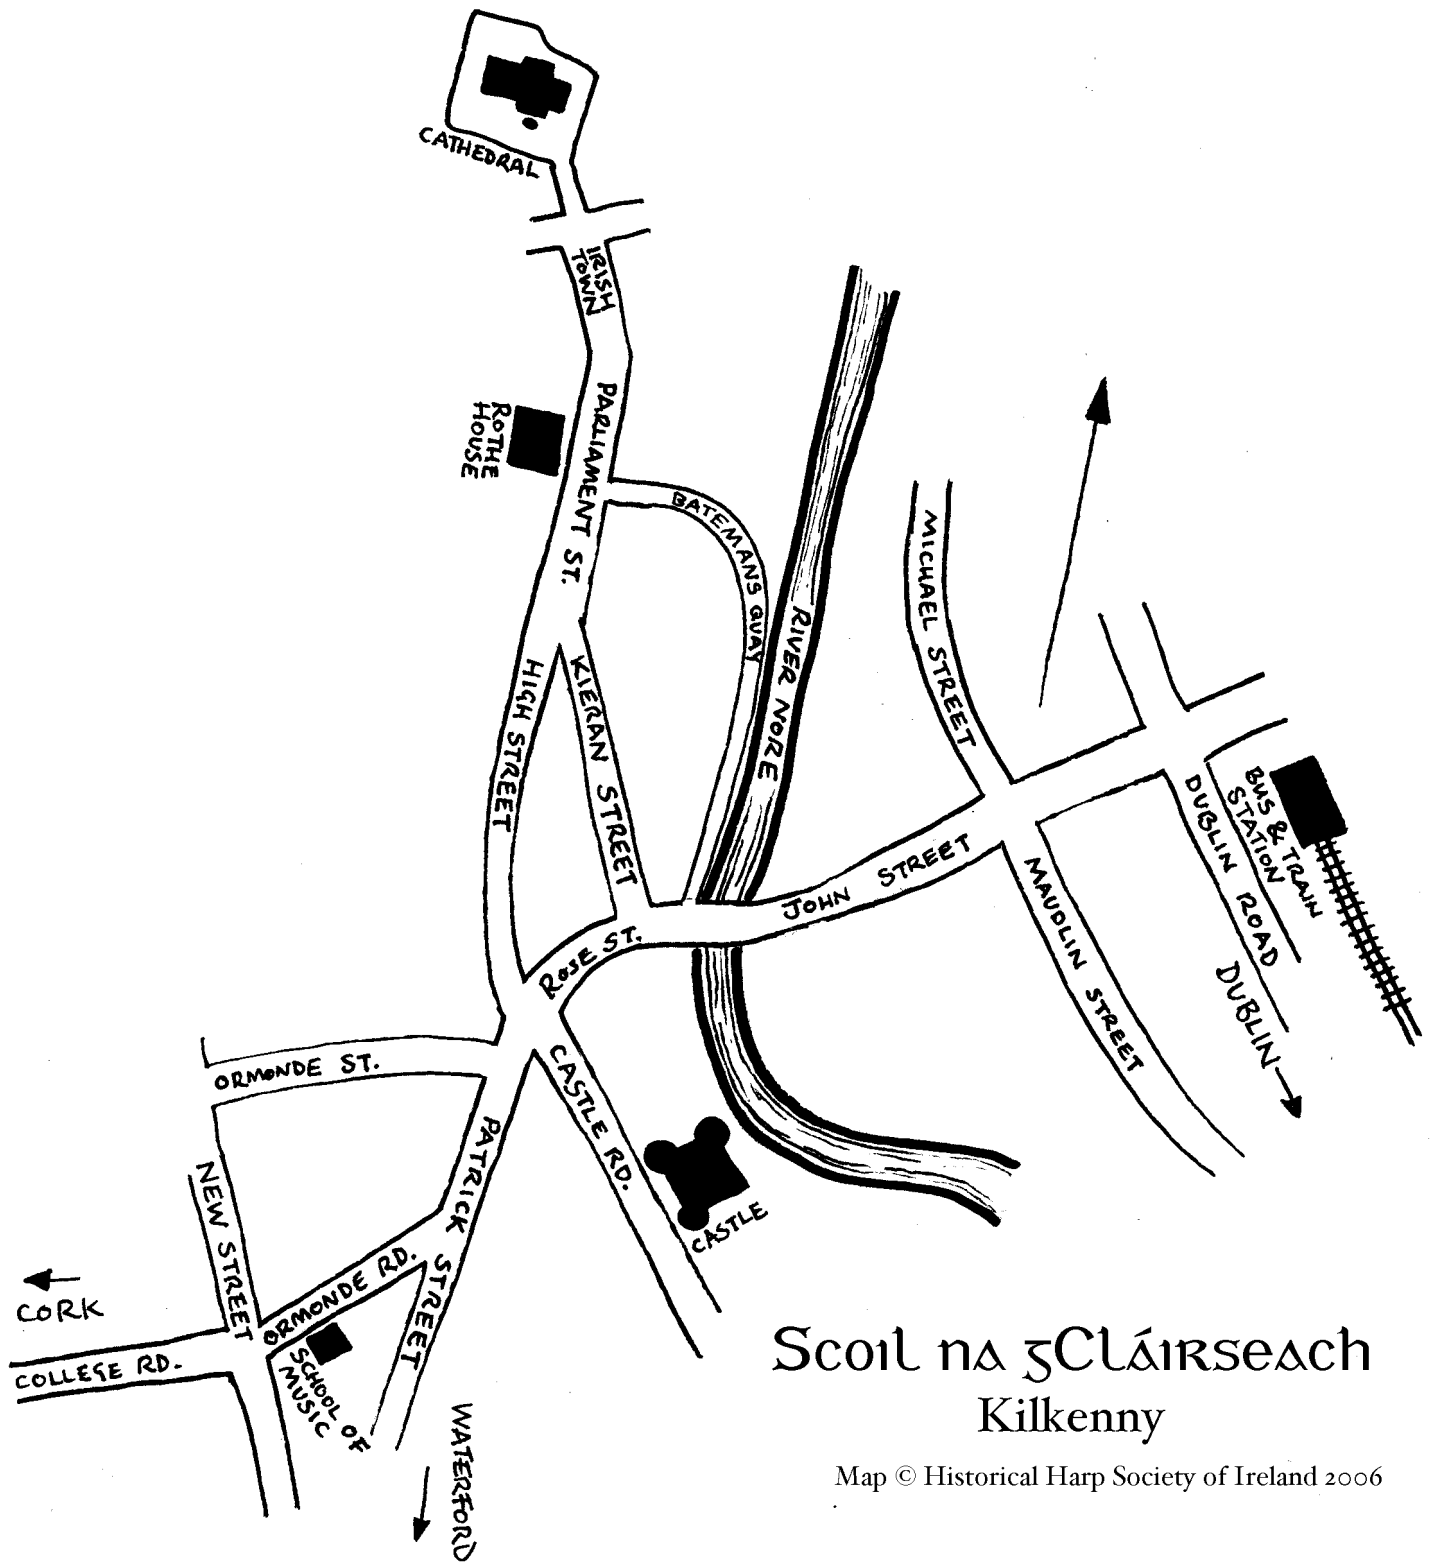 CATHEDRAL
IRISH
TOWN
ROTHE
HOUSE
PARLIAMENT ST.
BATEMANS QUAY
RIVER NORE
MICHAEL STREET
HIGH STREET
KIERAN STREET
JOHN STREET
ROSE ST.
BUS & TRAIN
STATION
DUBLIN ROAD
DUBLIN
MAUDLIN STREET
ORMONDE ST.
CASTLE RD.
CASTLE
PATRICK STREET
NEW STREET
ORMONDE RD.
CORK
COLLEGE RD.
SCHOOL OF
MUSIC
WATERFORD
Scoil na gCláirseach
Kilkenny
Map © Historical Harp Society of Ireland 2006